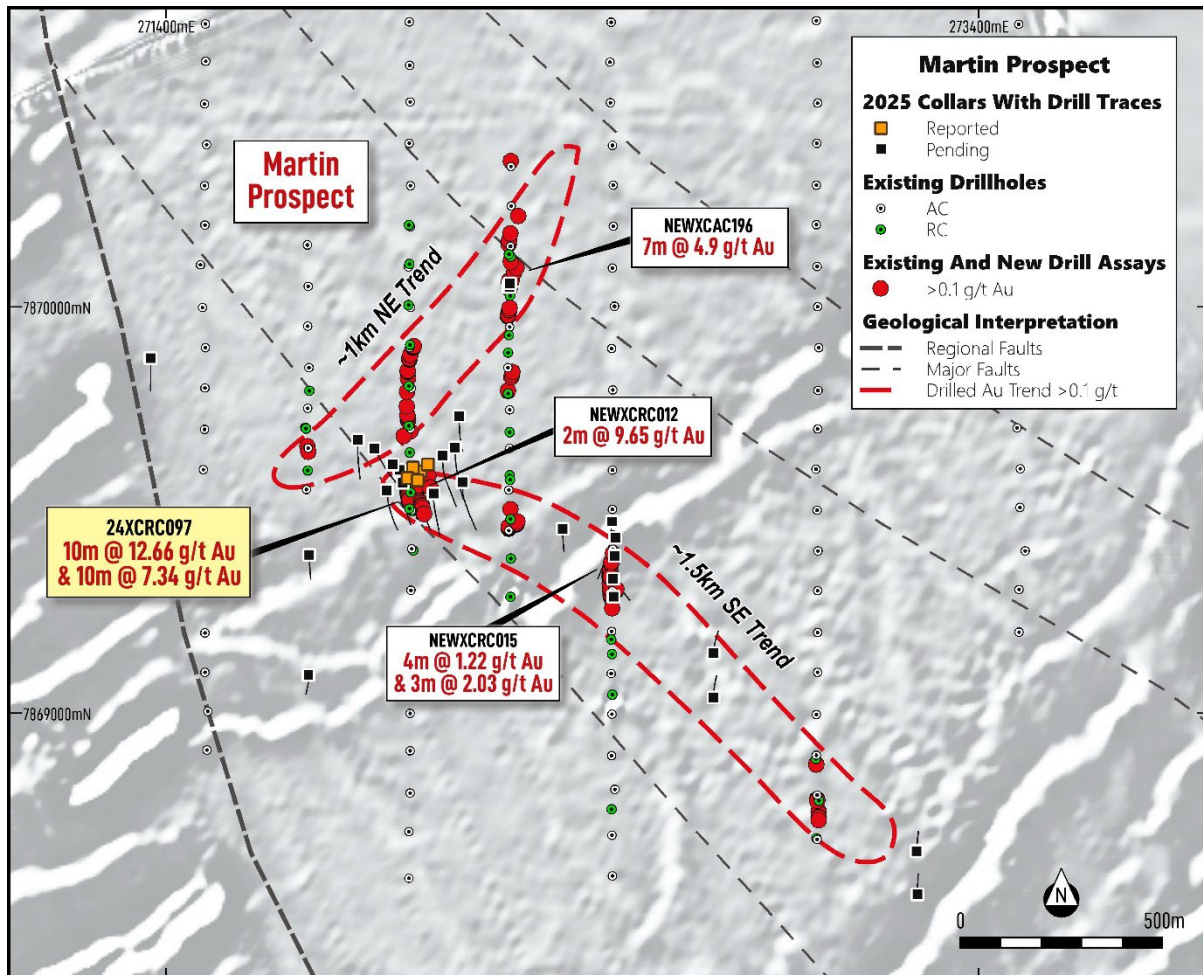 271400mE
273400mE
Martin Prospect
2025 Collars With Drill Traces
Reported
Pending
Existing Drillholes
AC
RC
Existing And New Drill Assays
>0.1 g/t Au
Geological Interpretation
Regional Faults
Major Faults
Drilled Au Trend >0.1 g/t
Martin
Prospect
NEWXCAC196
7m @ 4.9 g/t Au
7870000mN
~1km NE Trend
NEWXCRC012
2m @ 9.65 g/t Au
24XCRC097
10m @ 12.66 g/t Au
& 10m @ 7.34 g/t Au
NEWXCRC015
4m @ 1.22 g/t Au
& 3m @ 2.03 g/t Au
~1.5km SE Trend
7869000mN
N
0 500m